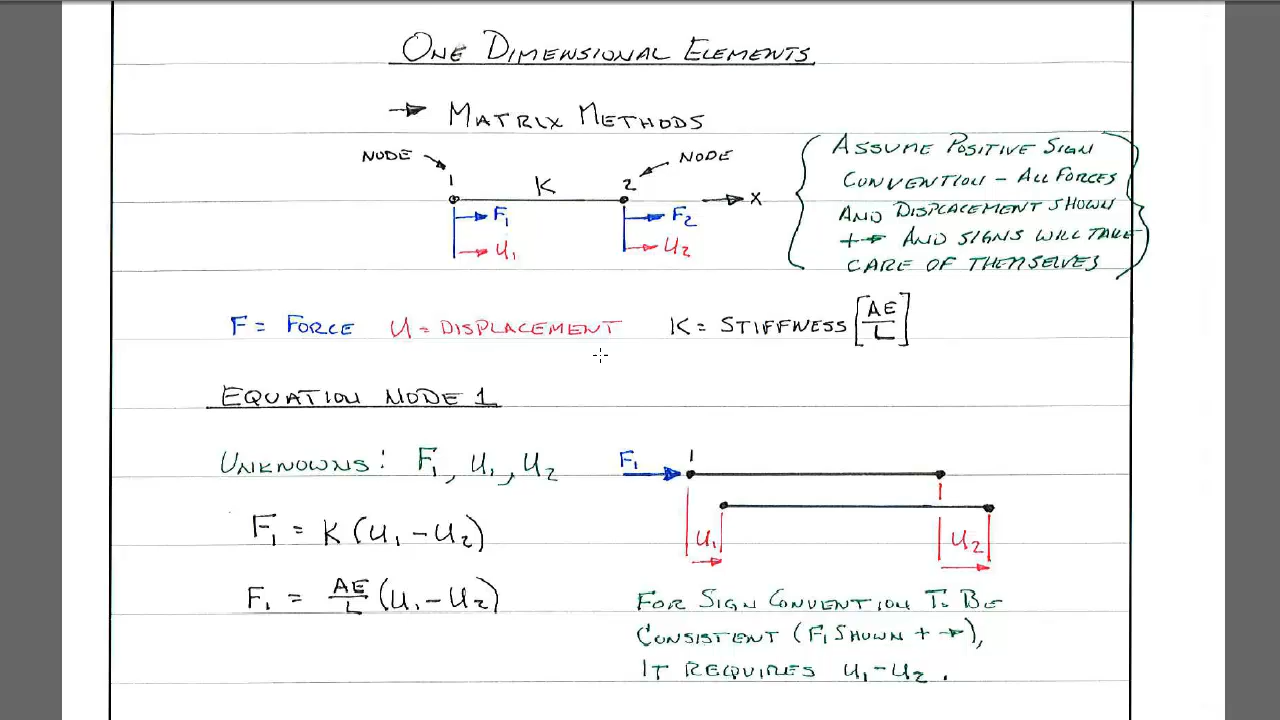 ONE DIMENSIONAL ELEMENTS
→ MATRIX METHODS
NODE NODE
1 K 2
X
F₁ F₂
U₁ U₂
{ASSUME POSITIVE SIGN
CONVENTION - ALL FORCES
AND DISPLACEMENT SHOWN
+→ AND SIGNS WILL TAKE
CARE OF THEMSELVES}
F = FORCE U = DISPLACEMENT K = STIFFNESS [AE/L]
EQUATION NODE 1
UNKNOWNS: F₁, U₁, U₂
F₁ = K(U₁ - U₂)
F₁ = AE/L (U₁ - U₂)
F₁ 1
U₁ U₂
FOR SIGN CONVENTION TO BE
CONSISTENT (F₁ SHOWN + →),
IT REQUIRES U₁-U₂.